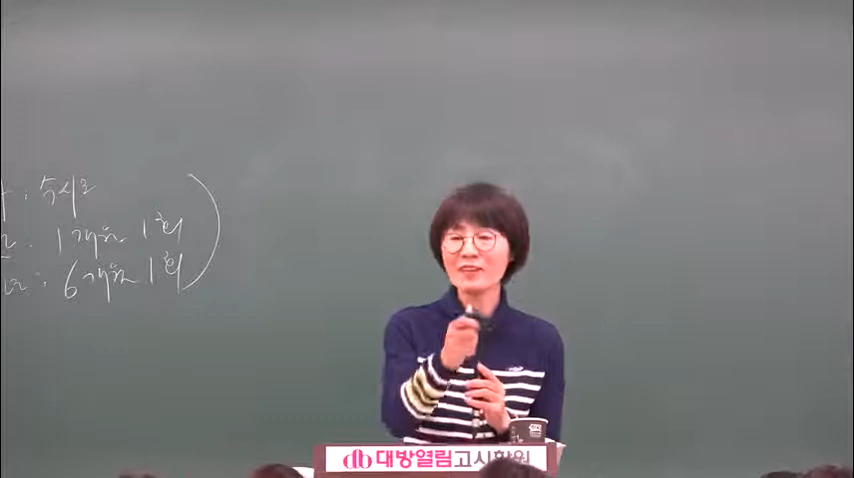 : 수시로
: 1개월 1회
: 6개월 1회
db 대방열림고시학원